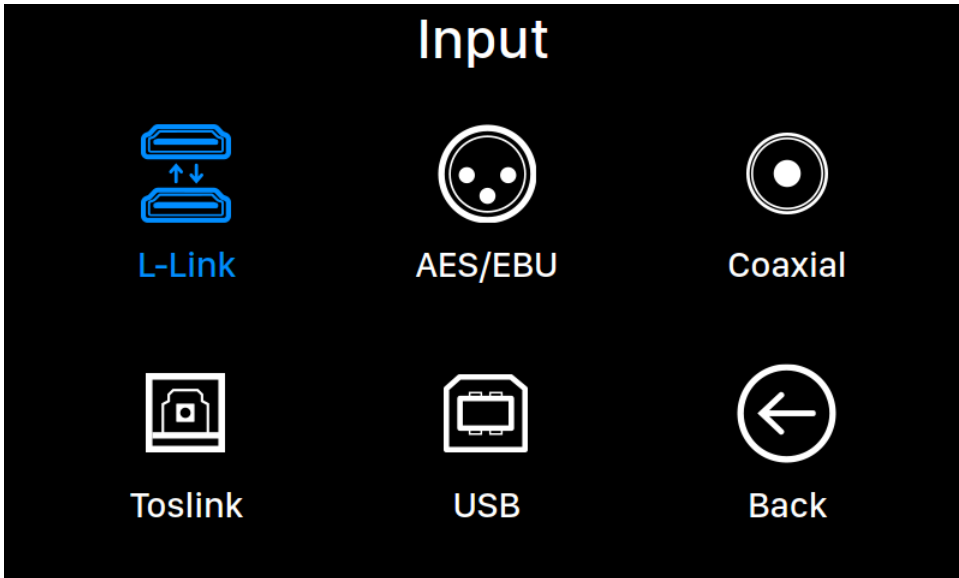 Input
L-Link
AES/EBU
Coaxial
Toslink
USB
Back